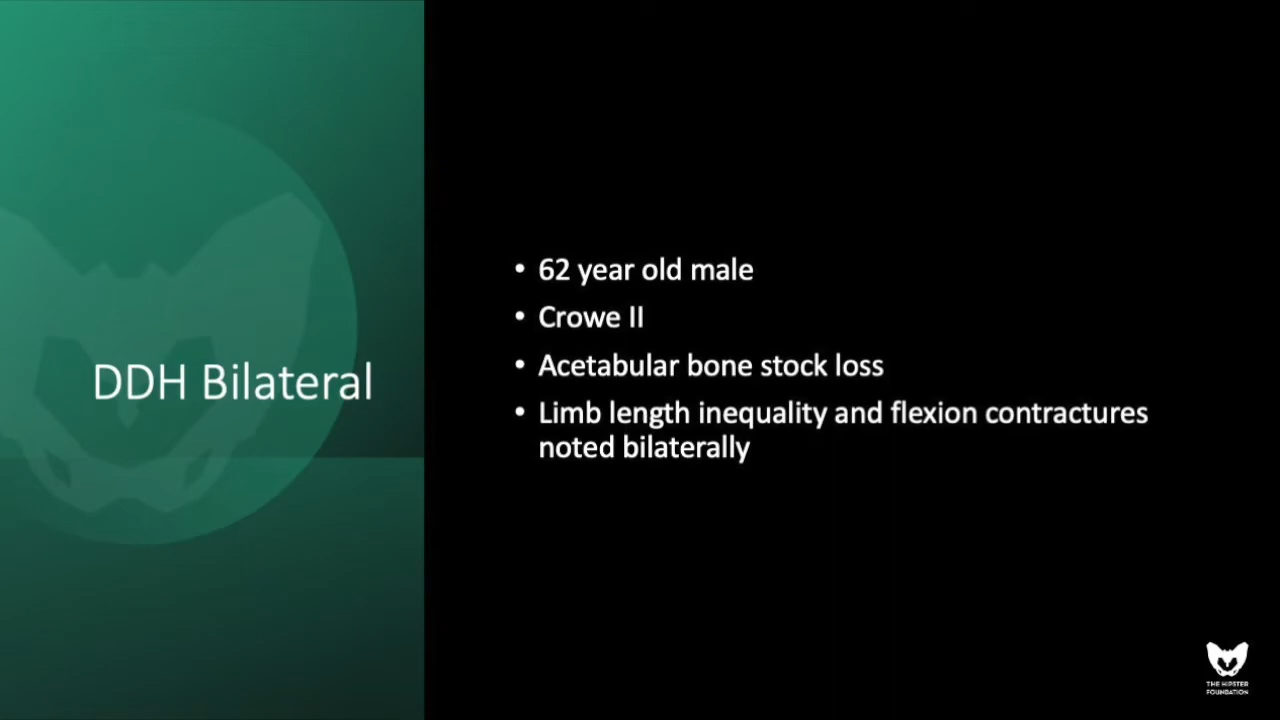 DDH Bilateral
• 62 year old male
• Crowe II
• Acetabular bone stock loss
• Limb length inequality and flexion contractures
noted bilaterally
THE HIPSTER
FOUNDATION